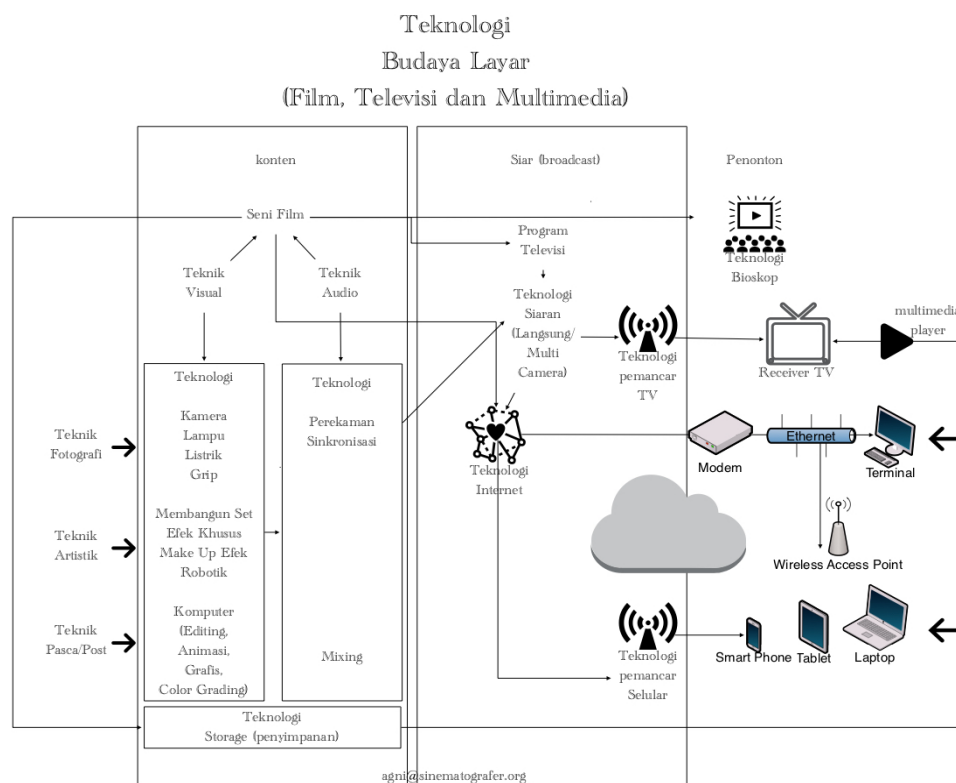 Teknologi
Budaya Layar
(Film, Televisi dan Multimedia)
konten
Siar (broadcast)
Penonton
Seni Film
Teknik
Visual
Teknik
Audio
Program
Televisi
Teknologi
Siaran
(Langsung/
Multi
Camera)
Teknologi
Bioskop
Teknologi
pemancar
TV
Receiver TV
multimedia
player
Teknik
Fotografi
Teknik
Artistik
Teknik
Pasca/Post
Teknologi
Kamera
Lampu
Listrik
Grip
Membangun Set
Efek Khusus
Make Up Efek
Robotik
Komputer
(Editing,
Animasi,
Grafis,
Color Grading)
Teknologi
Perekaman
Sinkronisasi
Mixing
Teknologi
Storage (penyimpanan)
Teknologi
Internet
Modem
Ethernet
Terminal
Wireless Access Point
Teknologi
pemancar
Selular
Smart Phone
Tablet
Laptop
agni@sinematografer.org